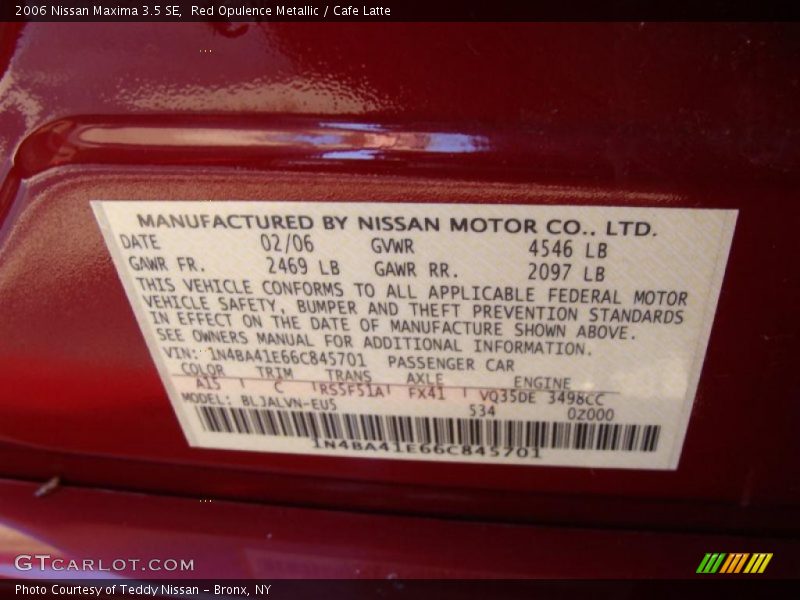 2006 Nissan Maxima 3.5 SE,  Red Opulence Metallic / Cafe Latte
MANUFACTURED BY NISSAN MOTOR CO., LTD.
DATE 02/06 GVWR 4546 LB
GAWR FR. 2469 LB GAWR RR. 2097 LB
THIS VEHICLE CONFORMS TO ALL APPLICABLE FEDERAL MOTOR
VEHICLE SAFETY, BUMPER AND THEFT PREVENTION STANDARDS
IN EFFECT ON THE DATE OF MANUFACTURE SHOWN ABOVE.
SEE OWNERS MANUAL FOR ADDITIONAL INFORMATION.
VIN: 1N4BA41E66C845701 PASSENGER CAR
COLOR TRIM TRANS AXLE ENGINE
A15 C RS5F51A FX41 VQ35DE 3498CC
MODEL: BLJALVN-EU5 534 0Z000
1N4BA41E66C845701
GTCARLOT.COM
Photo Courtesy of Teddy Nissan - Bronx, NY